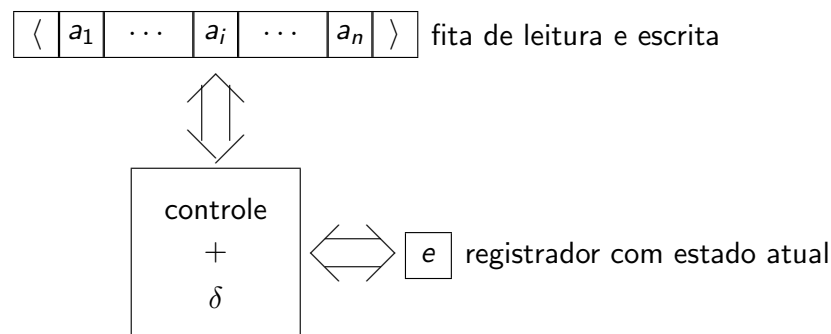 ⟨ a₁ ··· aᵢ ··· aₙ ⟩ fita de leitura e escrita
controle
+
e registrador com estado atual
δ